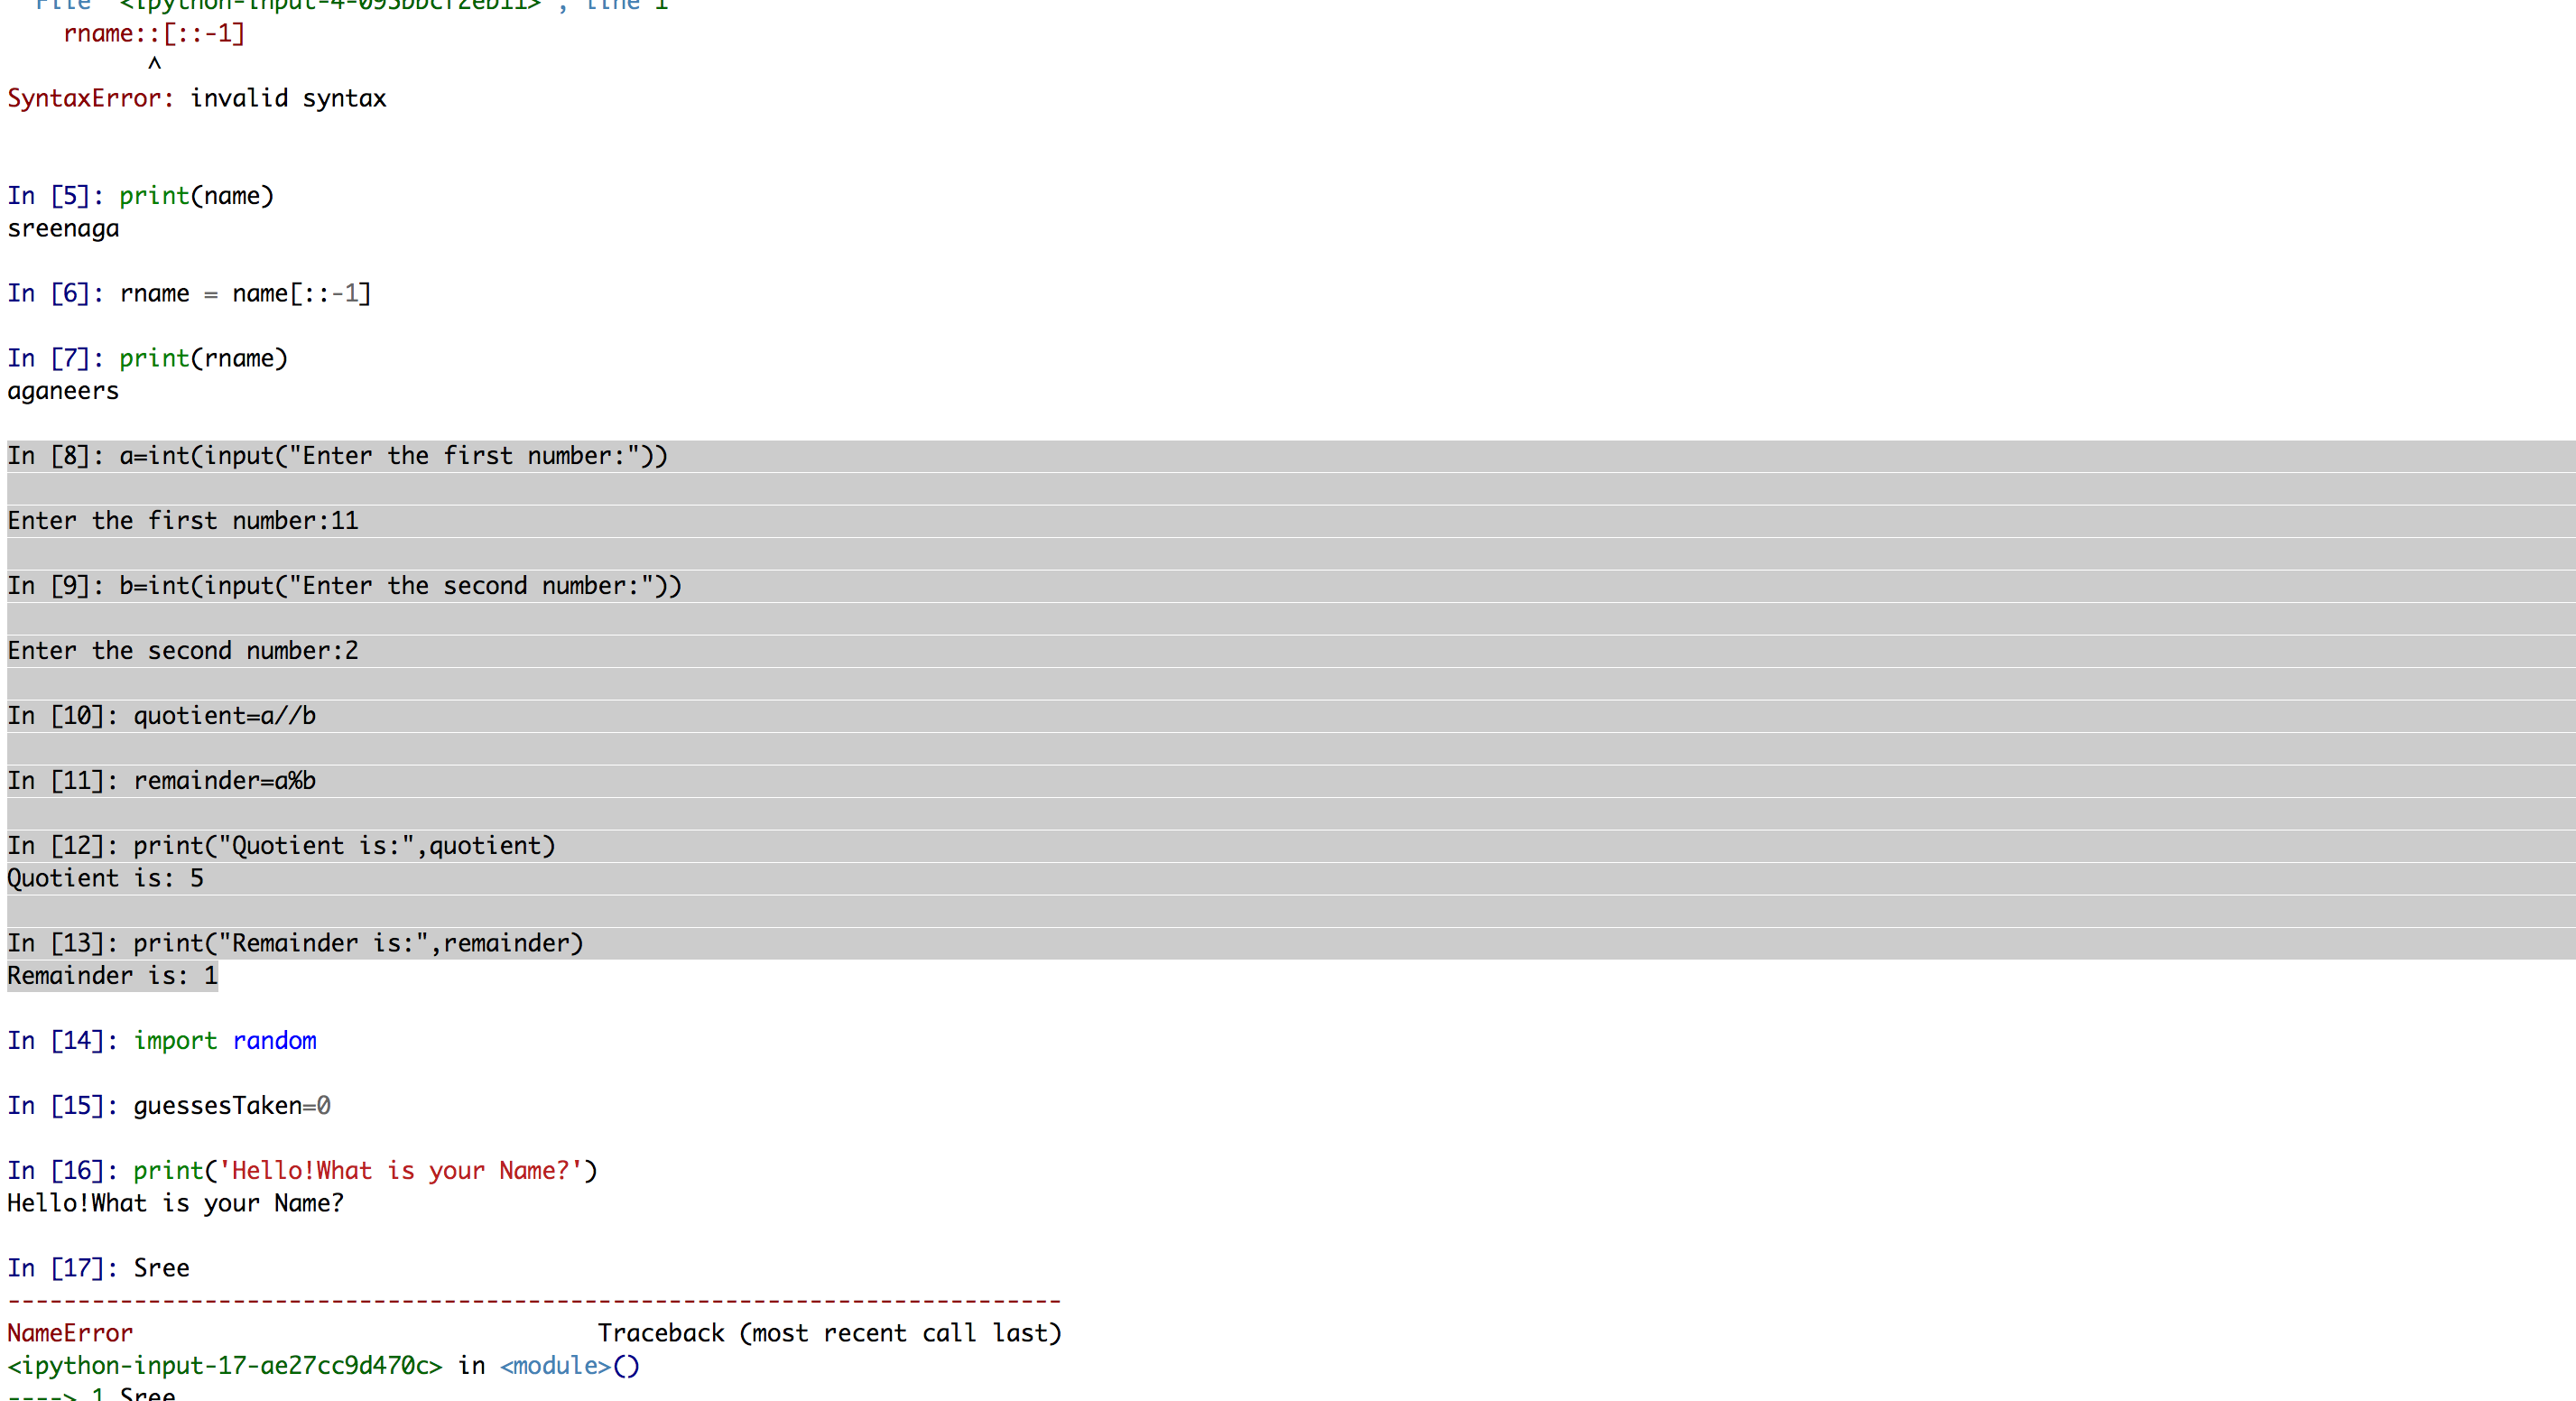 File "<ipython-input-4- >", line 1
rname::[::-1]
^
SyntaxError: invalid syntax
In [5]: print(name)
sreenaga
In [6]: rname = name[::-1]
In [7]: print(rname)
aganeers
In [8]: a=int(input("Enter the first number:"))
Enter the first number:11
In [9]: b=int(input("Enter the second number:"))
Enter the second number:2
In [10]: quotient=a//b
In [11]: remainder=a%b
In [12]: print("Quotient is:",quotient)
Quotient is: 5
In [13]: print("Remainder is:",remainder)
Remainder is: 1
In [14]: import random
In [15]: guessesTaken=0
In [16]: print('Hello!What is your Name?')
Hello!What is your Name?
In [17]: Sree
---------------------------------------------------------------------------
NameError Traceback (most recent call last)
<ipython-input-17-ae27cc9d470c> in <module>()
----> 1 Sree